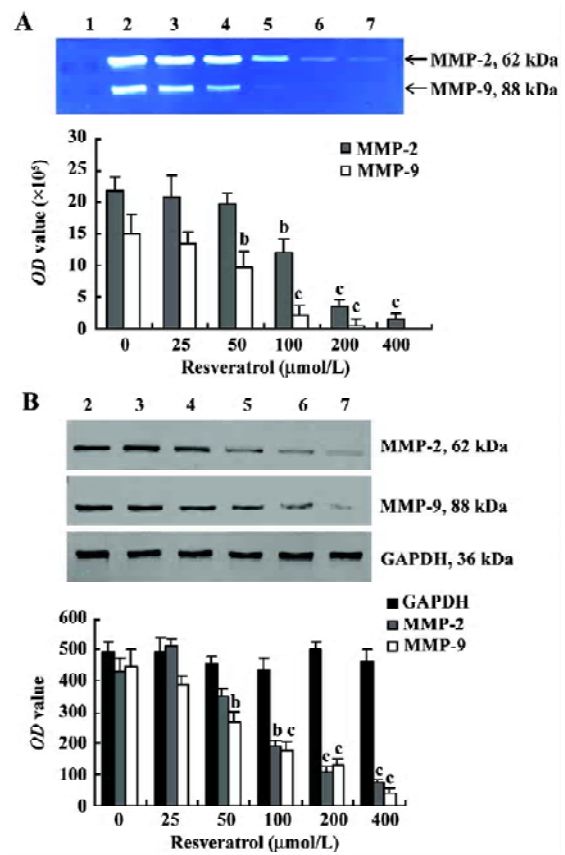 A
1 2 3 4 5 6 7
MMP-2, 62 kDa
MMP-9, 88 kDa
30
25
20
15
10
5
0
OD value (×10⁵)
MMP-2
MMP-9
b b
c c c c
0 25 50 100 200 400
Resveratrol (μmol/L)
B
2 3 4 5 6 7
MMP-2, 62 kDa
MMP-9, 88 kDa
GAPDH, 36 kDa
600
500
400
300
200
100
0
OD value
GAPDH
MMP-2
MMP-9
b b c c c c c
0 25 50 100 200 400
Resveratrol (μmol/L)